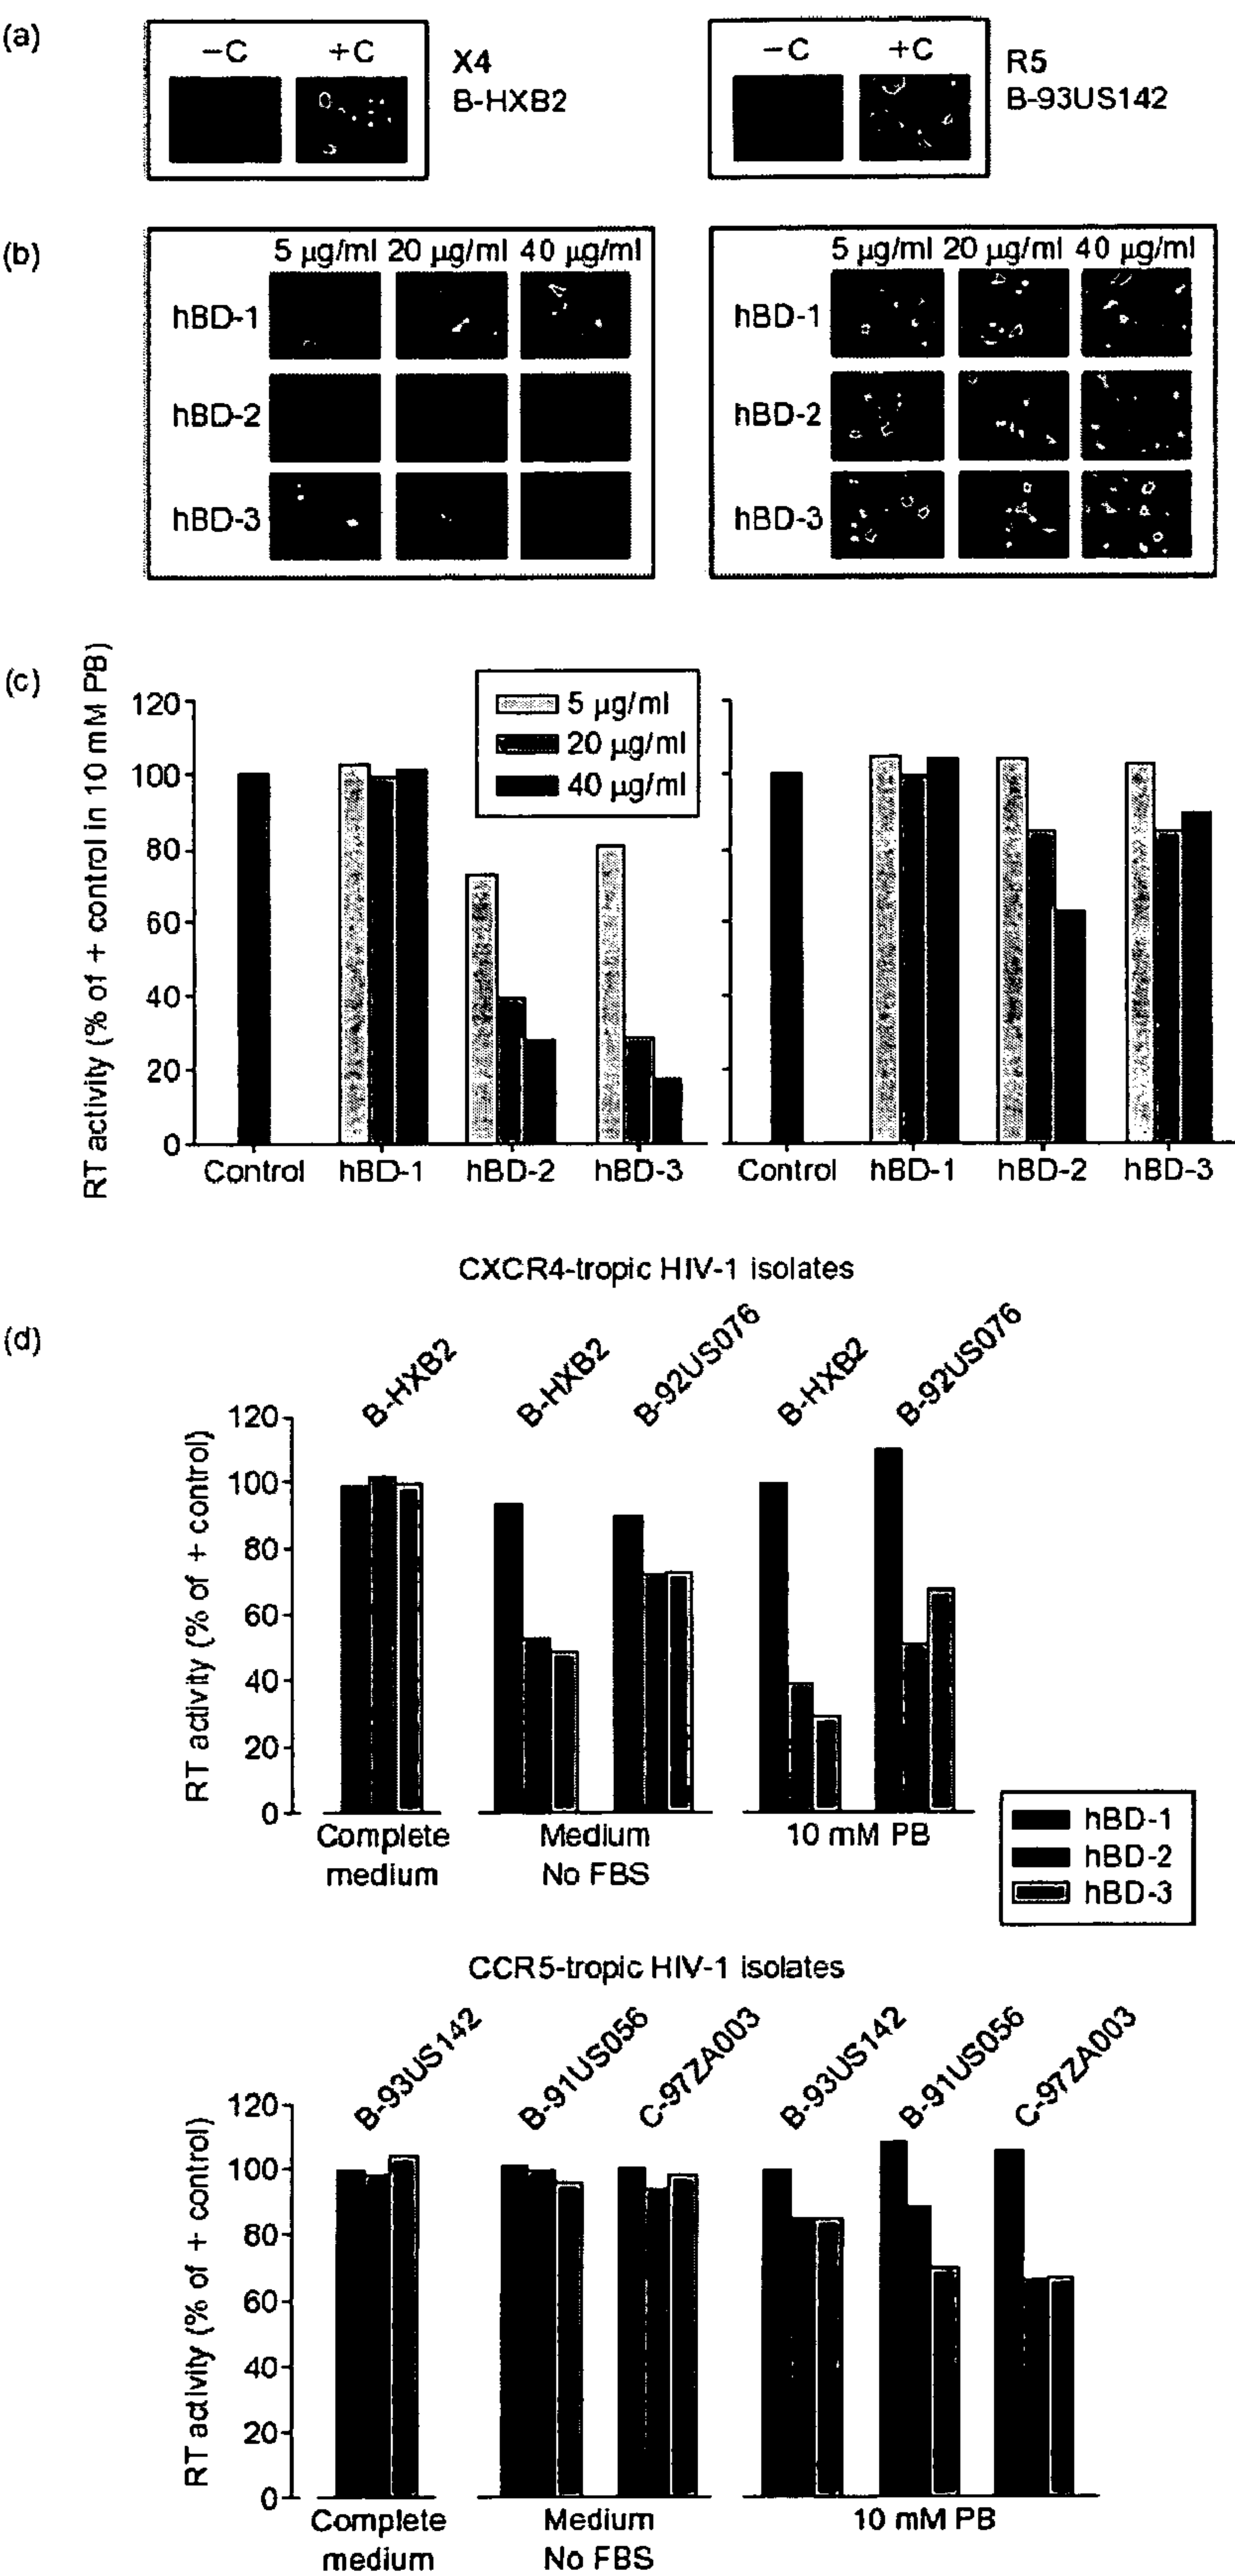 (a)
−C +C
X4
B-HXB2
−C +C
R5
B-93US142
(b)
5 µg/ml 20 µg/ml 40 µg/ml
hBD-1
hBD-2
hBD-3
5 µg/ml 20 µg/ml 40 µg/ml
hBD-1
hBD-2
hBD-3
(c)
RT activity (% of + control in 10 mM PB)
120
100
80
60
40
20
0
5 µg/ml
20 µg/ml
40 µg/ml
Control hBD-1 hBD-2 hBD-3
Control hBD-1 hBD-2 hBD-3
(d)
CXCR4-tropic HIV-1 isolates
B-HXB2 B-HXB2 B-92US076 B-HXB2 B-92US076
RT activity (% of + control)
120
100
80
60
40
20
0
Complete
medium
Medium
No FBS
10 mM PB
hBD-1
hBD-2
hBD-3
CCR5-tropic HIV-1 isolates
B-93US142 B-91US056 C-97ZA003 B-93US142 B-91US056 C-97ZA003
RT activity (% of + control)
120
100
80
60
40
20
0
Complete
medium
Medium
No FBS
10 mM PB